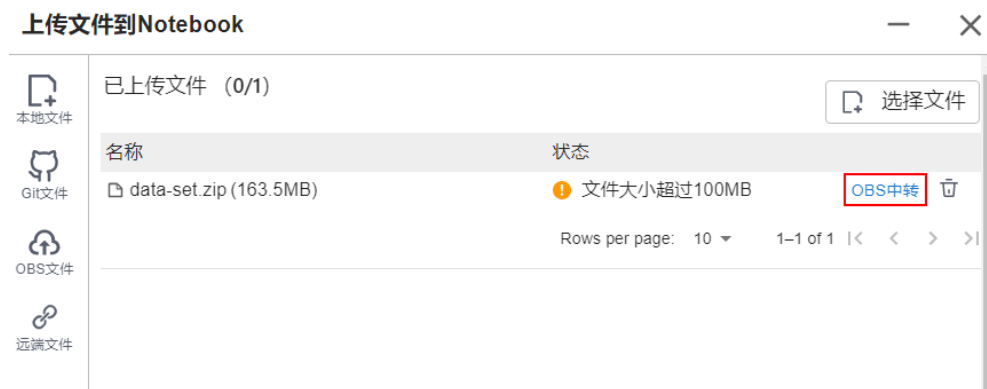 上传文件到Notebook
本地文件
Git文件
OBS文件
远端文件
已上传文件 （0/1）
选择文件
名称 状态
data-set.zip (163.5MB) 文件大小超过100MB OBS中转
Rows per page: 10 1–1 of 1